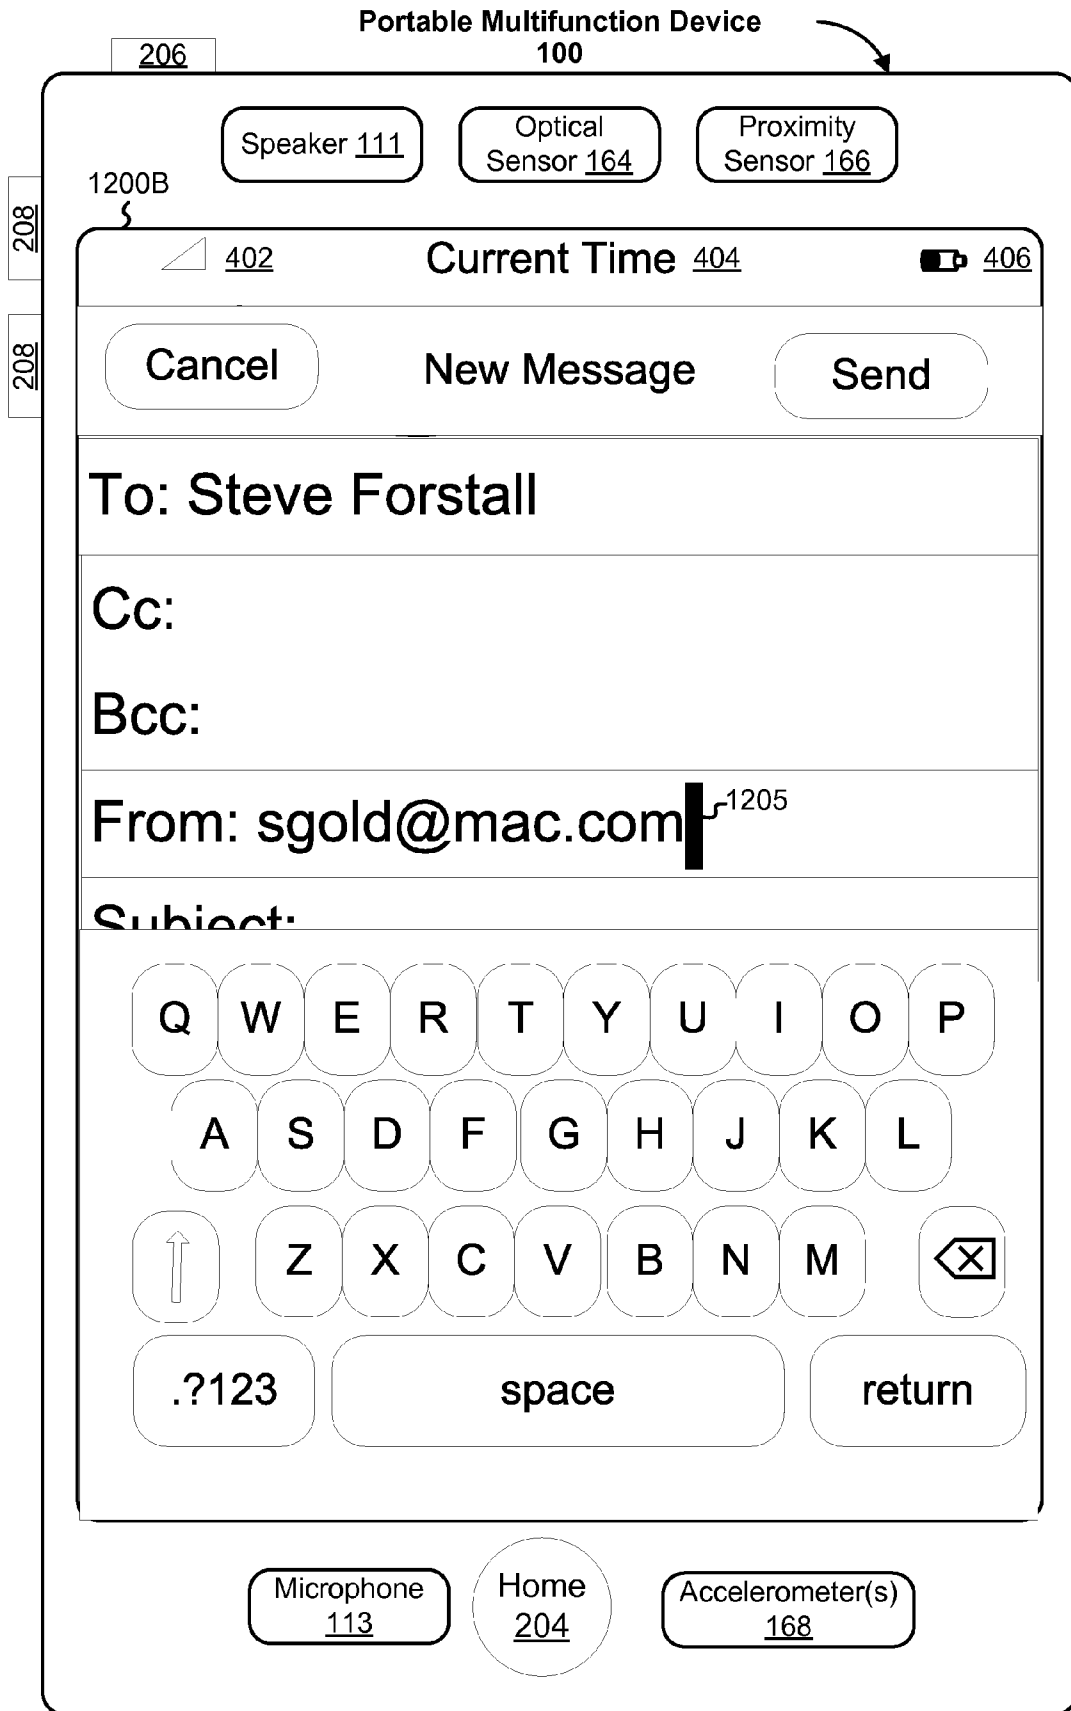 Portable Multifunction Device
100
206
Speaker 111
Optical
Sensor 164
Proximity
Sensor 166
1200B
208
208
402
Current Time 404
406
Cancel
New Message
Send
To: Steve Forstall
Cc:
Bcc:
From: sgold@mac.com
1205
Subject:
Q W E R T Y U I O P
A S D F G H J K L
Z X C V B N M
.?123
space
return
Microphone
113
Home
204
Accelerometer(s)
168